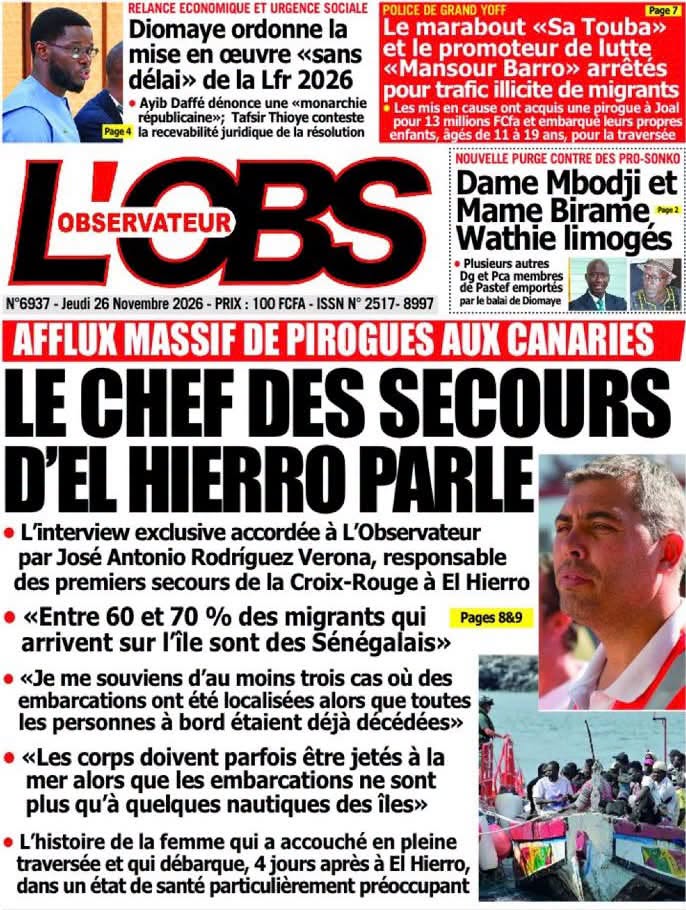 RELANCE ECONOMIQUE ET URGENCE SOCIALE
Diomaye ordonne la
mise en œuvre «sans
délai» de la Lfr 2026
• Ayib Daffé dénonce une «monarchie
républicaine»; Tafsir Thioye conteste
la recevabilité juridique de la résolution
Page 4
POLICE DE GRAND YOFF
Page 7
Le marabout «Sa Touba»
et le promoteur de lutte
«Mansour Barro» arrêtés
pour trafic illicite de migrants
• Les mis en cause ont acquis une pirogue à Joal
pour 13 millions FCfa et embarqué leurs propres
enfants, âgés de 11 à 19 ans, pour la traversée
L'OBS
OBSERVATEUR
N°6937 - Jeudi 26 Novembre 2026 - PRIX : 100 FCFA - ISSN N° 2517- 8997
NOUVELLE PURGE CONTRE DES PRO-SONKO
Dame Mbodji et
Mame Birame
Page 2
Wathie limogés
• Plusieurs autres
Dg et Pca membres
de Pastef emportés
par le balai de Diomaye
AFFLUX MASSIF DE PIROGUES AUX CANARIES
LE CHEF DES SECOURS
D'EL HIERRO PARLE
• L'interview exclusive accordée à L'Observateur
par José Antonio Rodríguez Verona, responsable
des premiers secours de la Croix-Rouge à El Hierro
• «Entre 60 et 70 % des migrants qui
arrivent sur l'île sont des Sénégalais»
Pages 8&9
• «Je me souviens d'au moins trois cas où des
embarcations ont été localisées alors que toutes
les personnes à bord étaient déjà décédées»
• «Les corps doivent parfois être jetés à la
mer alors que les embarcations ne sont
plus qu'à quelques nautiques des îles»
• L'histoire de la femme qui a accouché en pleine
traversée et qui débarque, 4 jours après à El Hierro,
dans un état de santé particulièrement préoccupant